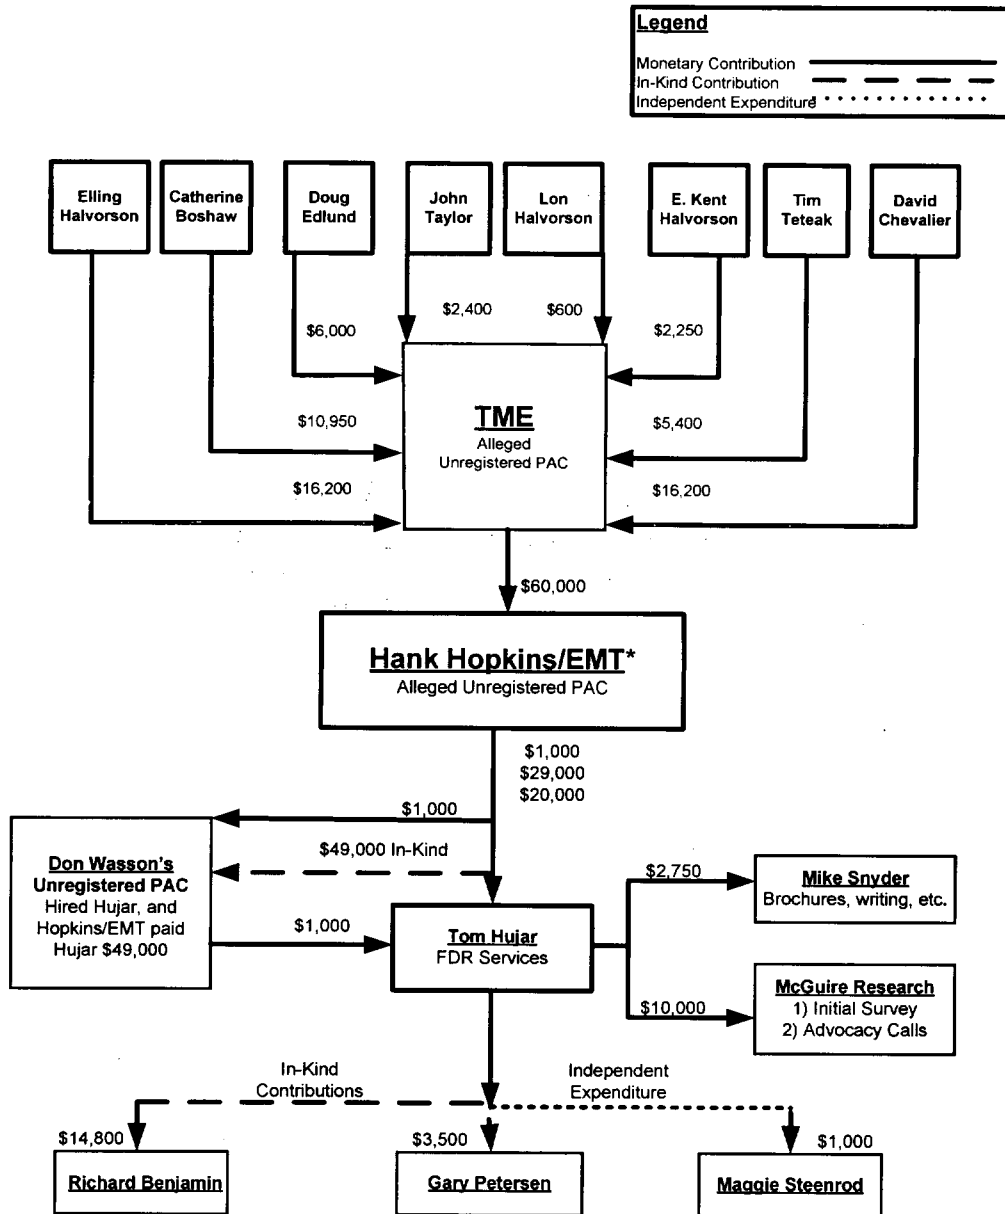 Legend
Monetary Contribution
In-Kind Contribution
Independent Expenditure
Elling
Halvorson
Catherine
Boshaw
Doug
Edlund
John
Taylor
Lon
Halvorson
E. Kent
Halvorson
Tim
Teteak
David
Chevalier
$2,400
$600
$6,000
$2,250
TME
Alleged
Unregistered PAC
$10,950
$5,400
$16,200
$16,200
$60,000
Hank Hopkins/EMT*
Alleged Unregistered PAC
$1,000
$29,000
$20,000
$1,000
$49,000 In-Kind
Don Wasson's
Unregistered PAC
Hired Hujar, and
Hopkins/EMT paid
Hujar $49,000
$1,000
Tom Hujar
FDR Services
$2,750
Mike Snyder
Brochures, writing, etc.
$10,000
McGuire Research
1) Initial Survey
2) Advocacy Calls
In-Kind
Contributions
Independent
Expenditure
$14,800
$3,500
$1,000
Richard Benjamin
Gary Petersen
Maggie Steenrod